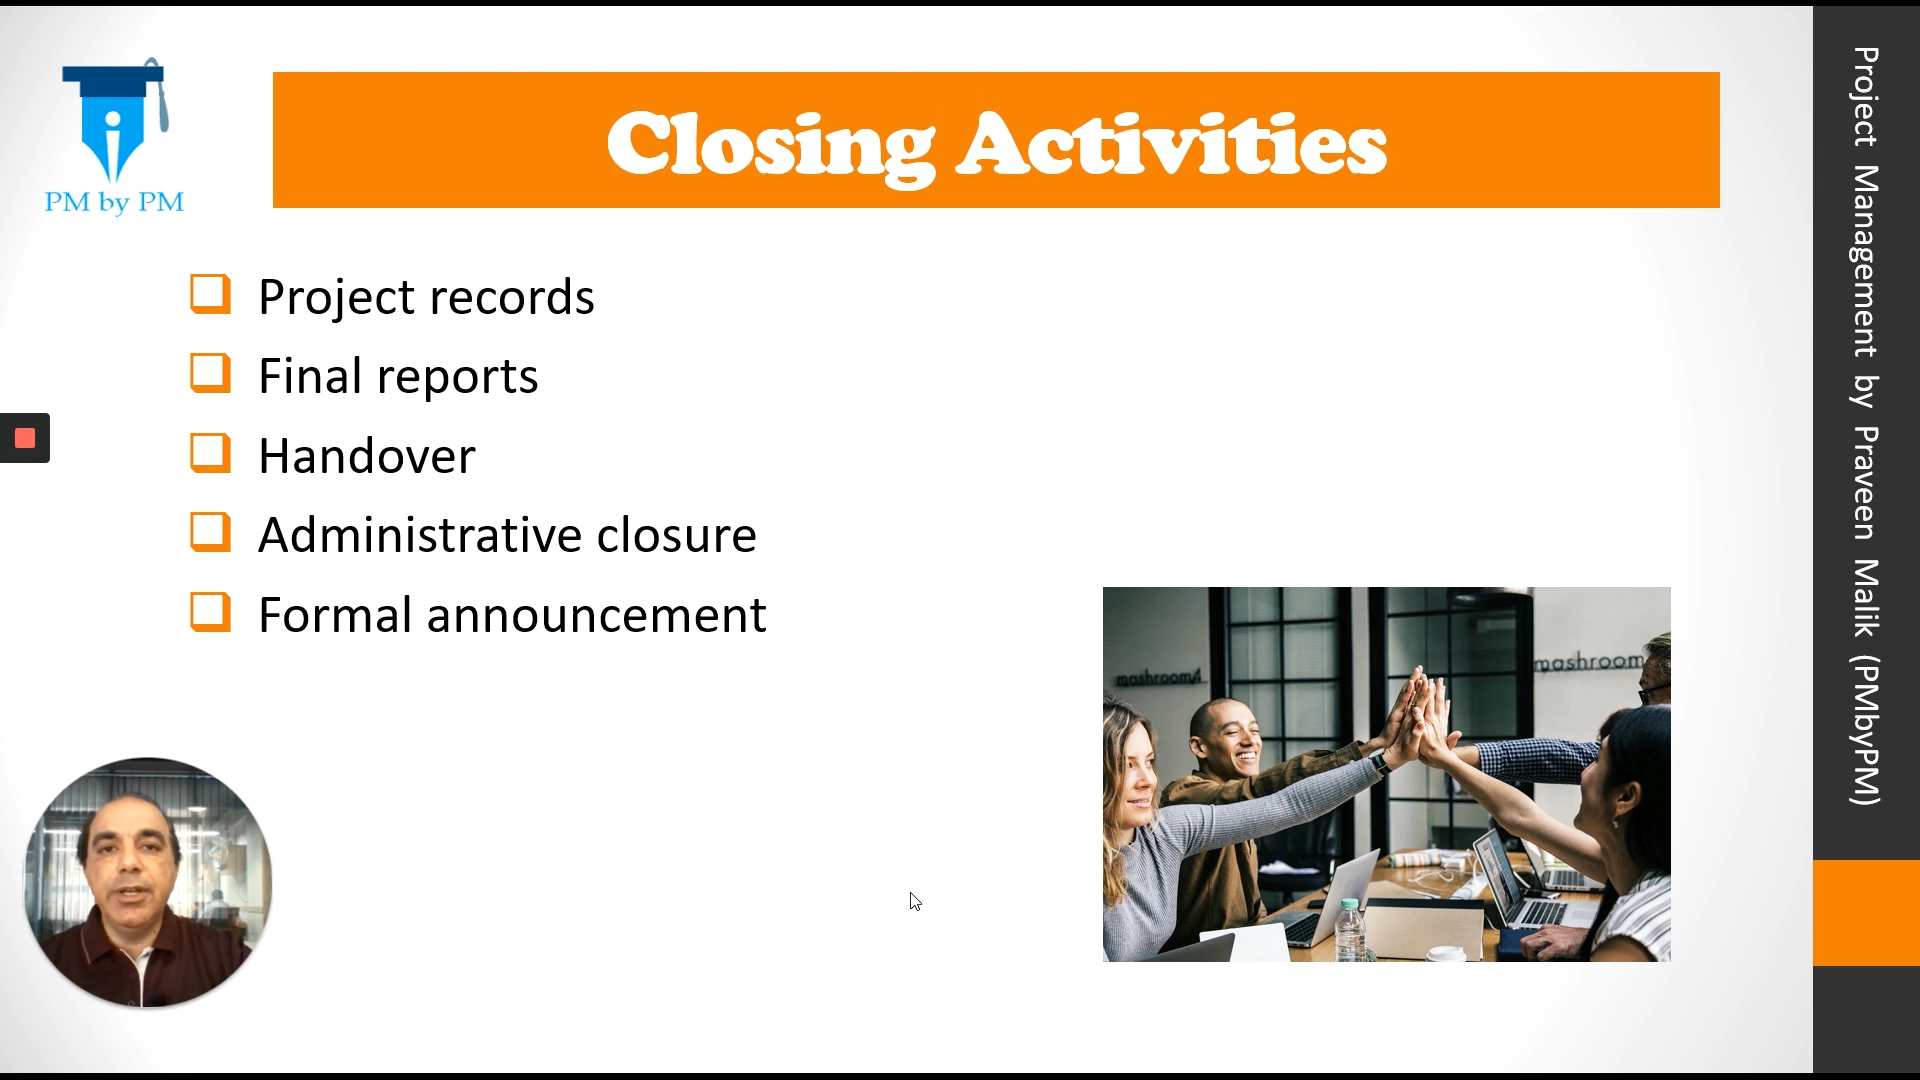 PM by PM
Closing Activities
Project records
Final reports
Handover
Administrative closure
Formal announcement
mashroom
mashroom
Project Management by Praveen Malik (PMbyPM)